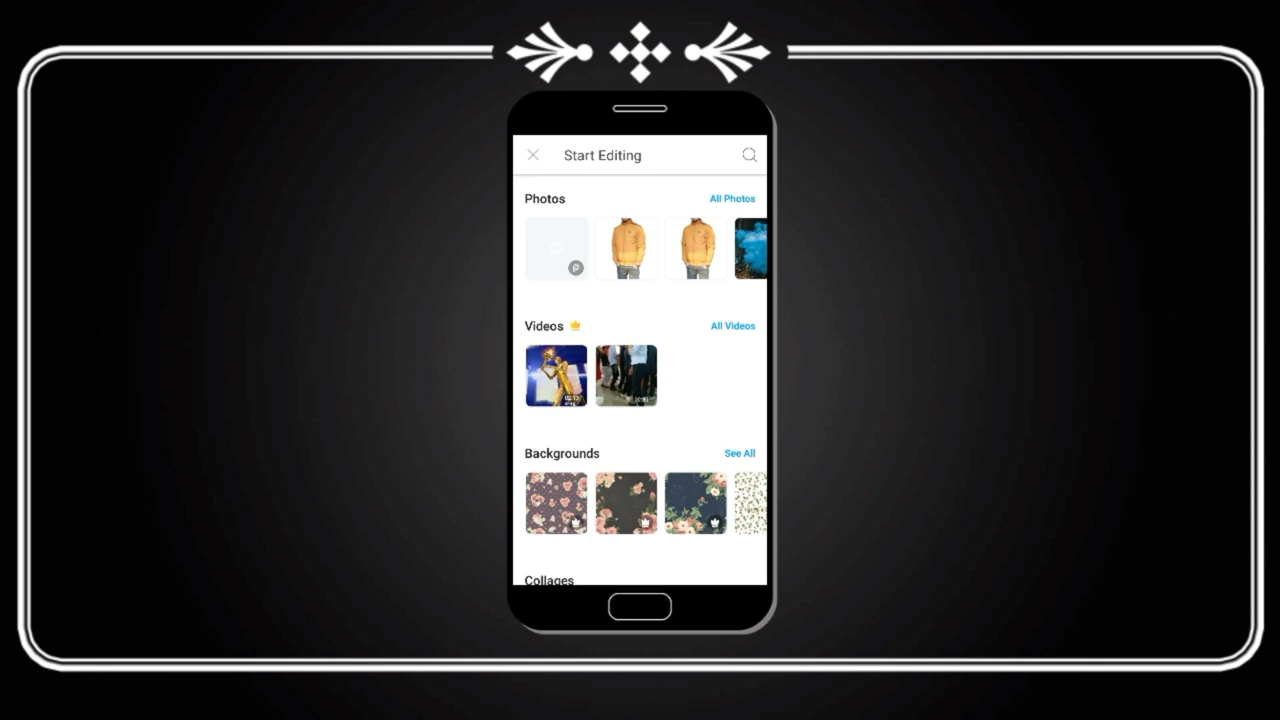 Start Editing
Photos
All Photos
Videos
All Videos
Backgrounds
See All
Collages